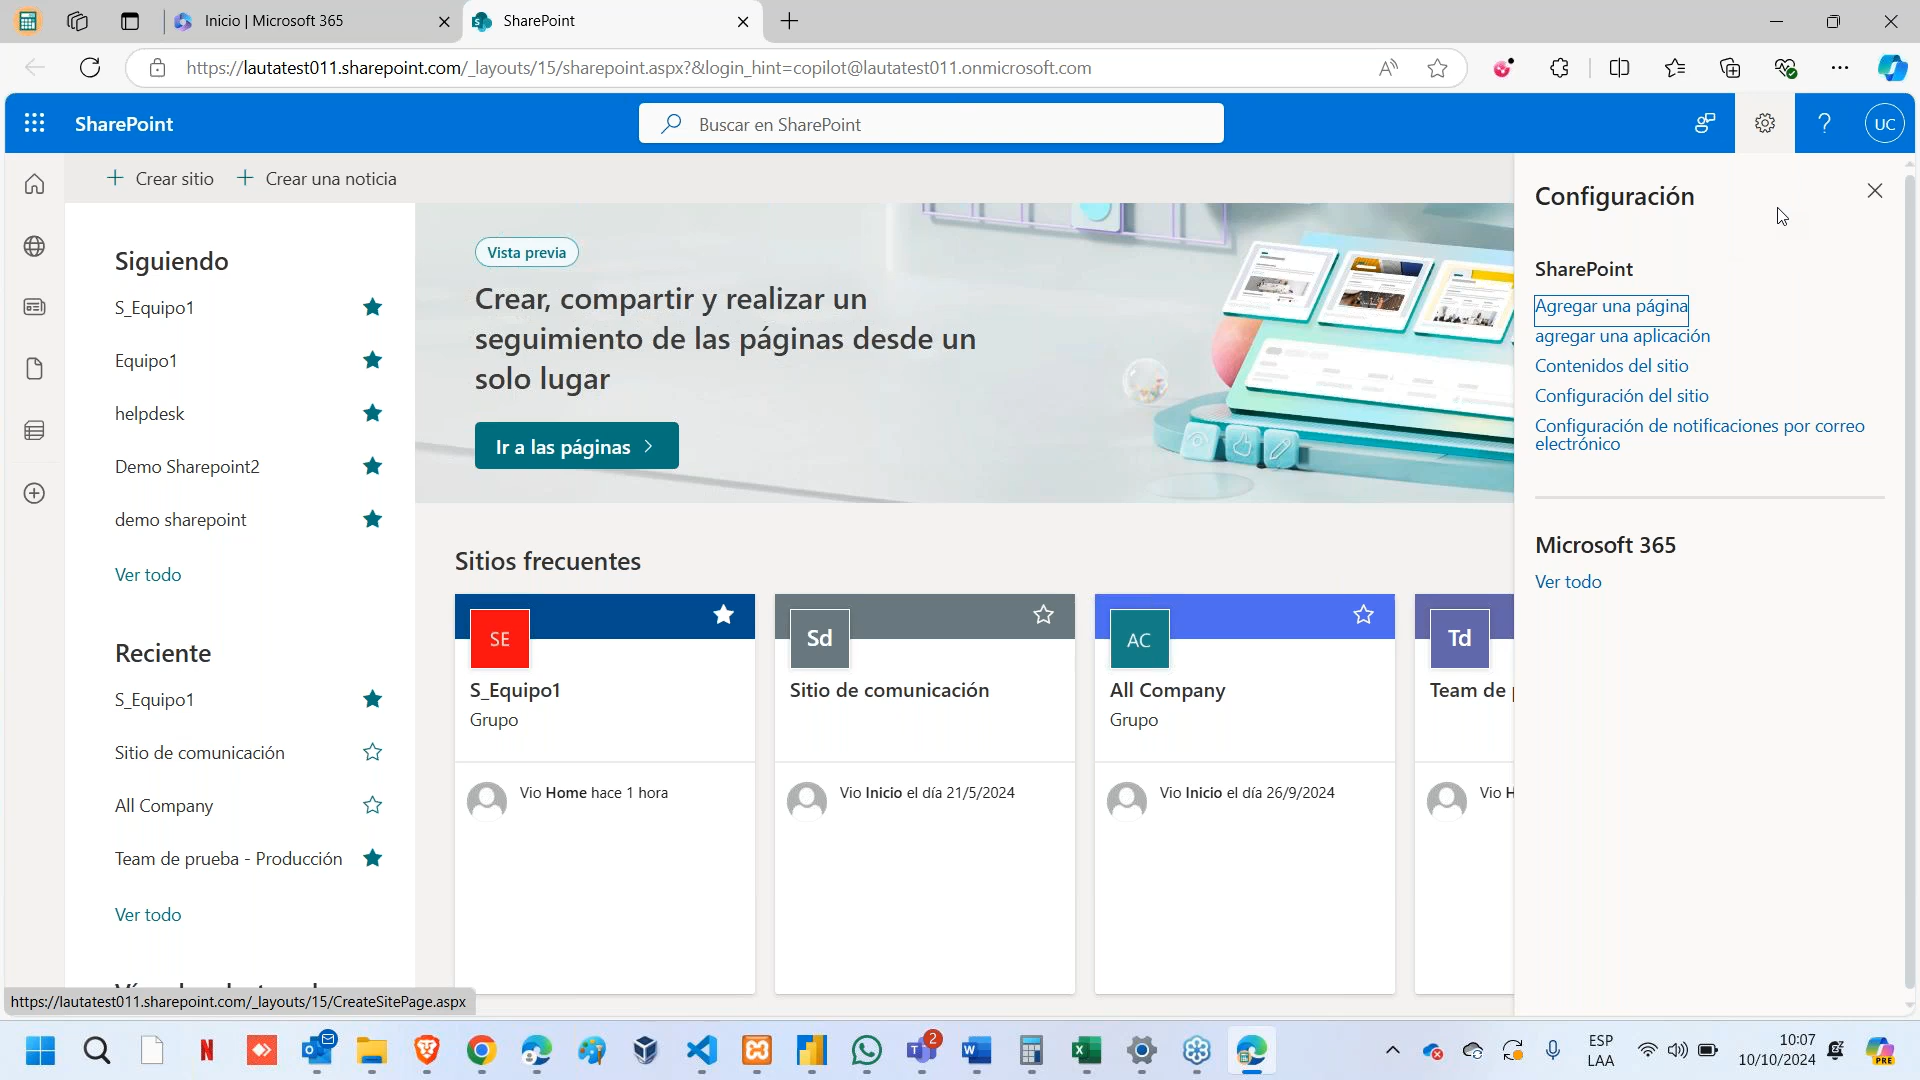 Inicio | Microsoft 365
SharePoint
https://lautatest011.sharepoint.com/_layouts/15/sharepoint.aspx?&login_hint=copilot@lautatest011.onmicrosoft.com
SharePoint
Buscar en SharePoint
UC
Crear sitio
Crear una noticia
Siguiendo
S_Equipo1
Equipo1
helpdesk
Demo Sharepoint2
demo sharepoint
Ver todo
Reciente
S_Equipo1
Sitio de comunicación
All Company
Team de prueba - Producción
Ver todo
https://lautatest011.sharepoint.com/_layouts/15/CreateSitePage.aspx
Vista previa
Crear, compartir y realizar un
seguimiento de las páginas desde un
solo lugar
Ir a las páginas
Sitios frecuentes
SE
S_Equipo1
Grupo
Vio Home hace 1 hora
Sd
Sitio de comunicación
Vio Inicio el día 21/5/2024
AC
All Company
Grupo
Vio Inicio el día 26/9/2024
Td
Team de
Vio
Configuración
SharePoint
Agregar una página
agregar una aplicación
Contenidos del sitio
Configuración del sitio
Configuración de notificaciones por correo
electrónico
Microsoft 365
Ver todo
2
ESP
LAA
10:07
10/10/2024
PRE